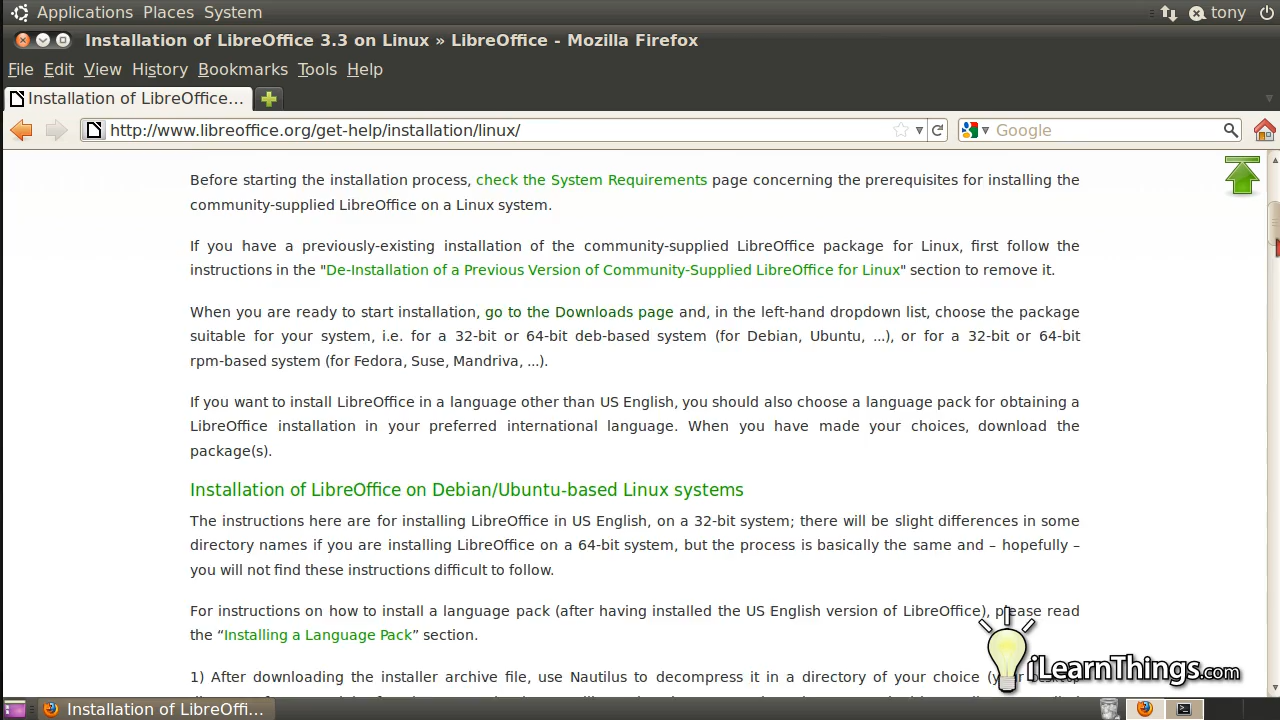 Applications Places System tony
Installation of LibreOffice 3.3 on Linux » LibreOffice - Mozilla Firefox
File Edit View History Bookmarks Tools Help
Installation of LibreOffice...
http://www.libreoffice.org/get-help/installation/linux/ Google
Before starting the installation process, check the System Requirements page concerning the prerequisites for installing the
community-supplied LibreOffice on a Linux system.
If you have a previously-existing installation of the community-supplied LibreOffice package for Linux, first follow the
instructions in the "De-Installation of a Previous Version of Community-Supplied LibreOffice for Linux" section to remove it.
When you are ready to start installation, go to the Downloads page and, in the left-hand dropdown list, choose the package
suitable for your system, i.e. for a 32-bit or 64-bit deb-based system (for Debian, Ubuntu, ...), or for a 32-bit or 64-bit
rpm-based system (for Fedora, Suse, Mandriva, ...).
If you want to install LibreOffice in a language other than US English, you should also choose a language pack for obtaining a
LibreOffice installation in your preferred international language. When you have made your choices, download the
package(s).
Installation of LibreOffice on Debian/Ubuntu-based Linux systems
The instructions here are for installing LibreOffice in US English, on a 32-bit system; there will be slight differences in some
directory names if you are installing LibreOffice on a 64-bit system, but the process is basically the same and – hopefully –
you will not find these instructions difficult to follow.
For instructions on how to install a language pack (after having installed the US English version of LibreOffice), please read
the “Installing a Language Pack” section.
1) After downloading the installer archive file, use Nautilus to decompress it in a directory of your choice (your desktop
iLearnThings.com
Installation of LibreOffi...